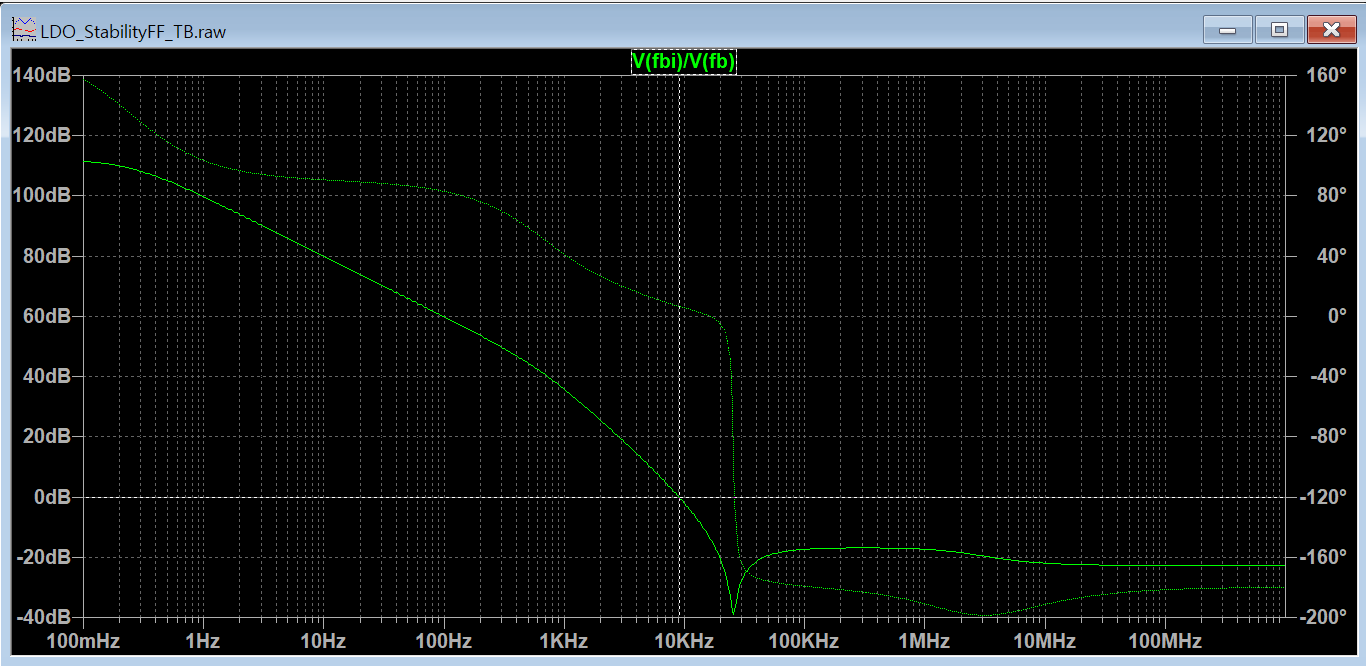 LDO_StabilityFF_TB.raw
V(fbi)/V(fb)
140dB 160°
120dB 120°
100dB 80°
80dB 40°
60dB 0°
40dB -40°
20dB -80°
0dB -120°
-20dB -160°
-40dB -200°
100mHz 1Hz 10Hz 100Hz 1KHz 10KHz 100KHz 1MHz 10MHz 100MHz